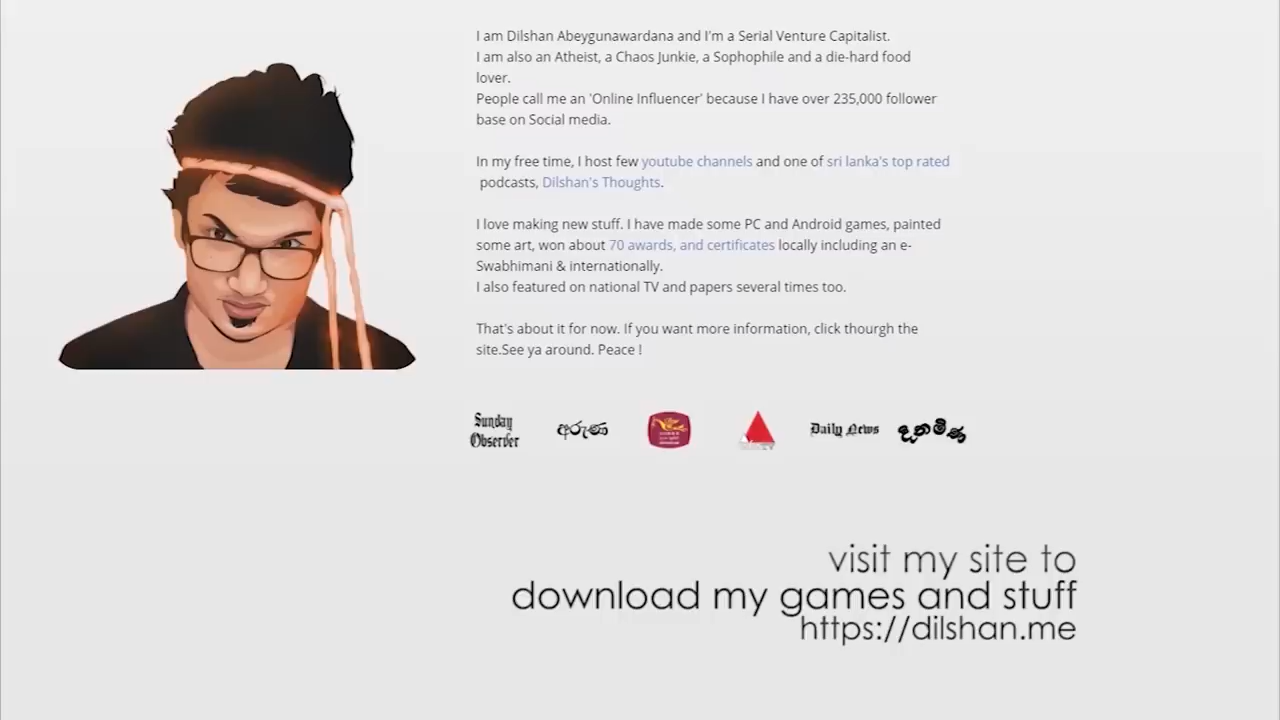 I am Dilshan Abeygunawardana and I'm a Serial Venture Capitalist.
I am also an Atheist, a Chaos Junkie, a Sophophile and a die-hard food
lover.
People call me an 'Online Influencer' because I have over 235,000 follower
base on Social media.
In my free time, I host few youtube channels and one of sri lanka's top rated
podcasts, Dilshan's Thoughts.
I love making new stuff. I have made some PC and Android games, painted
some art, won about 70 awards, and certificates locally including an e-
Swabhimani & internationally.
I also featured on national TV and papers several times too.
That's about it for now. If you want more information, click thourgh the
site.See ya around. Peace !
Sunday
Observer
අරුණ
Daily News
දිනමිණ
visit my site to
download my games and stuff
https://dilshan.me